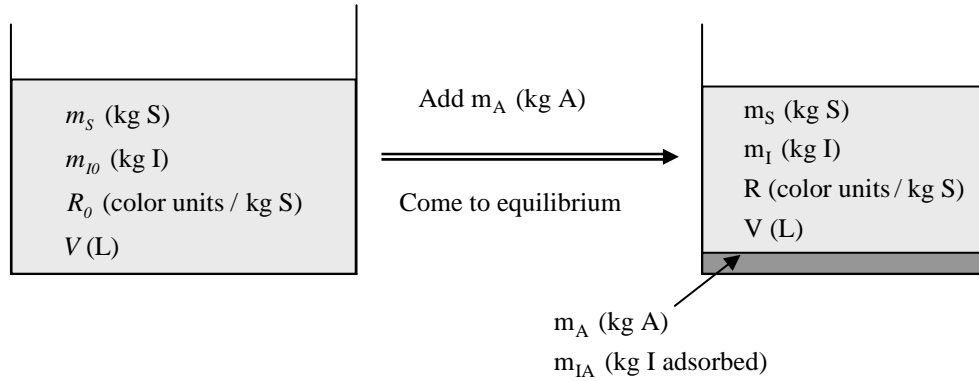 m_S (kg S)
m_I0 (kg I)
R_0 (color units / kg S)
V (L)
Add m_A (kg A)
Come to equilibrium
m_S (kg S)
m_I (kg I)
R (color units / kg S)
V (L)
m_A (kg A)
m_IA (kg I adsorbed)